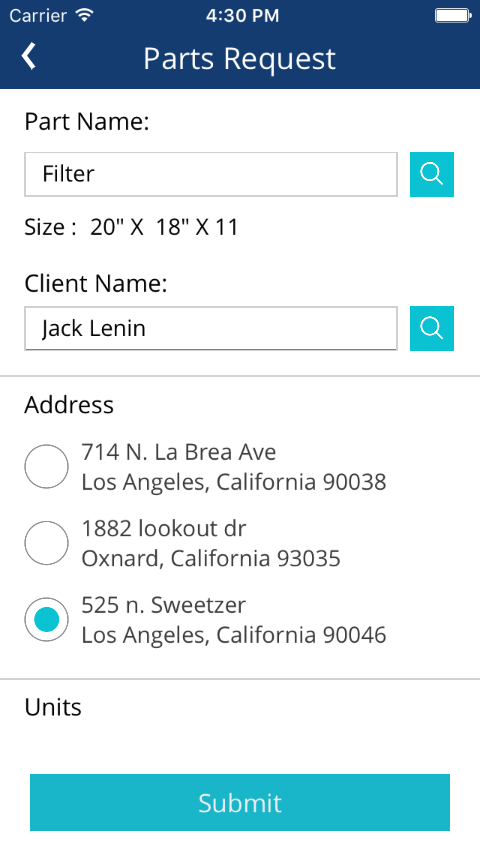 Carrier 4:30 PM
Parts Request
Part Name:
Filter
Size : 20" X 18" X 11
Client Name:
Jack Lenin
Address
714 N. La Brea Ave
Los Angeles, California 90038
1882 lookout dr
Oxnard, California 93035
525 n. Sweetzer
Los Angeles, California 90046
Units
Submit